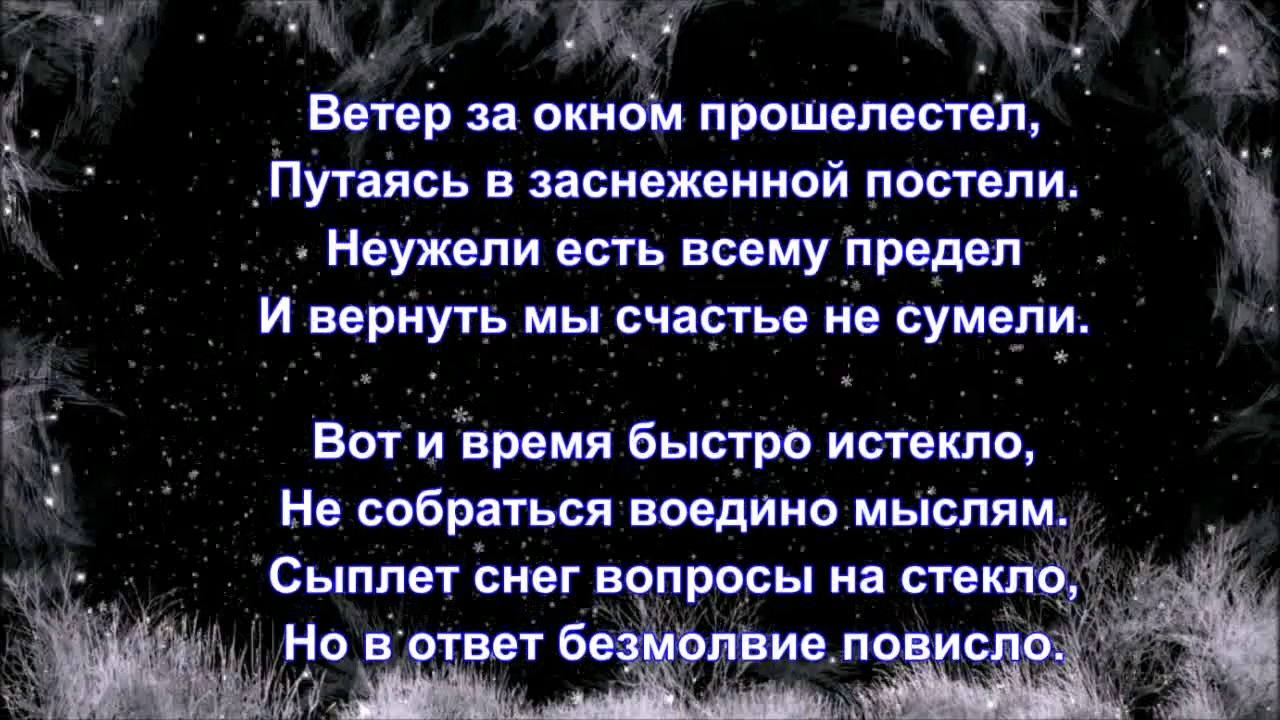 Ветер за окном прошелестел,
Путаясь в заснеженной постели.
Неужели есть всему предел
И вернуть мы счастье не сумели.
Вот и время быстро истекло,
Не собраться воедино мыслям.
Сыплет снег вопросы на стекло,
Но в ответ безмолвие повисло.